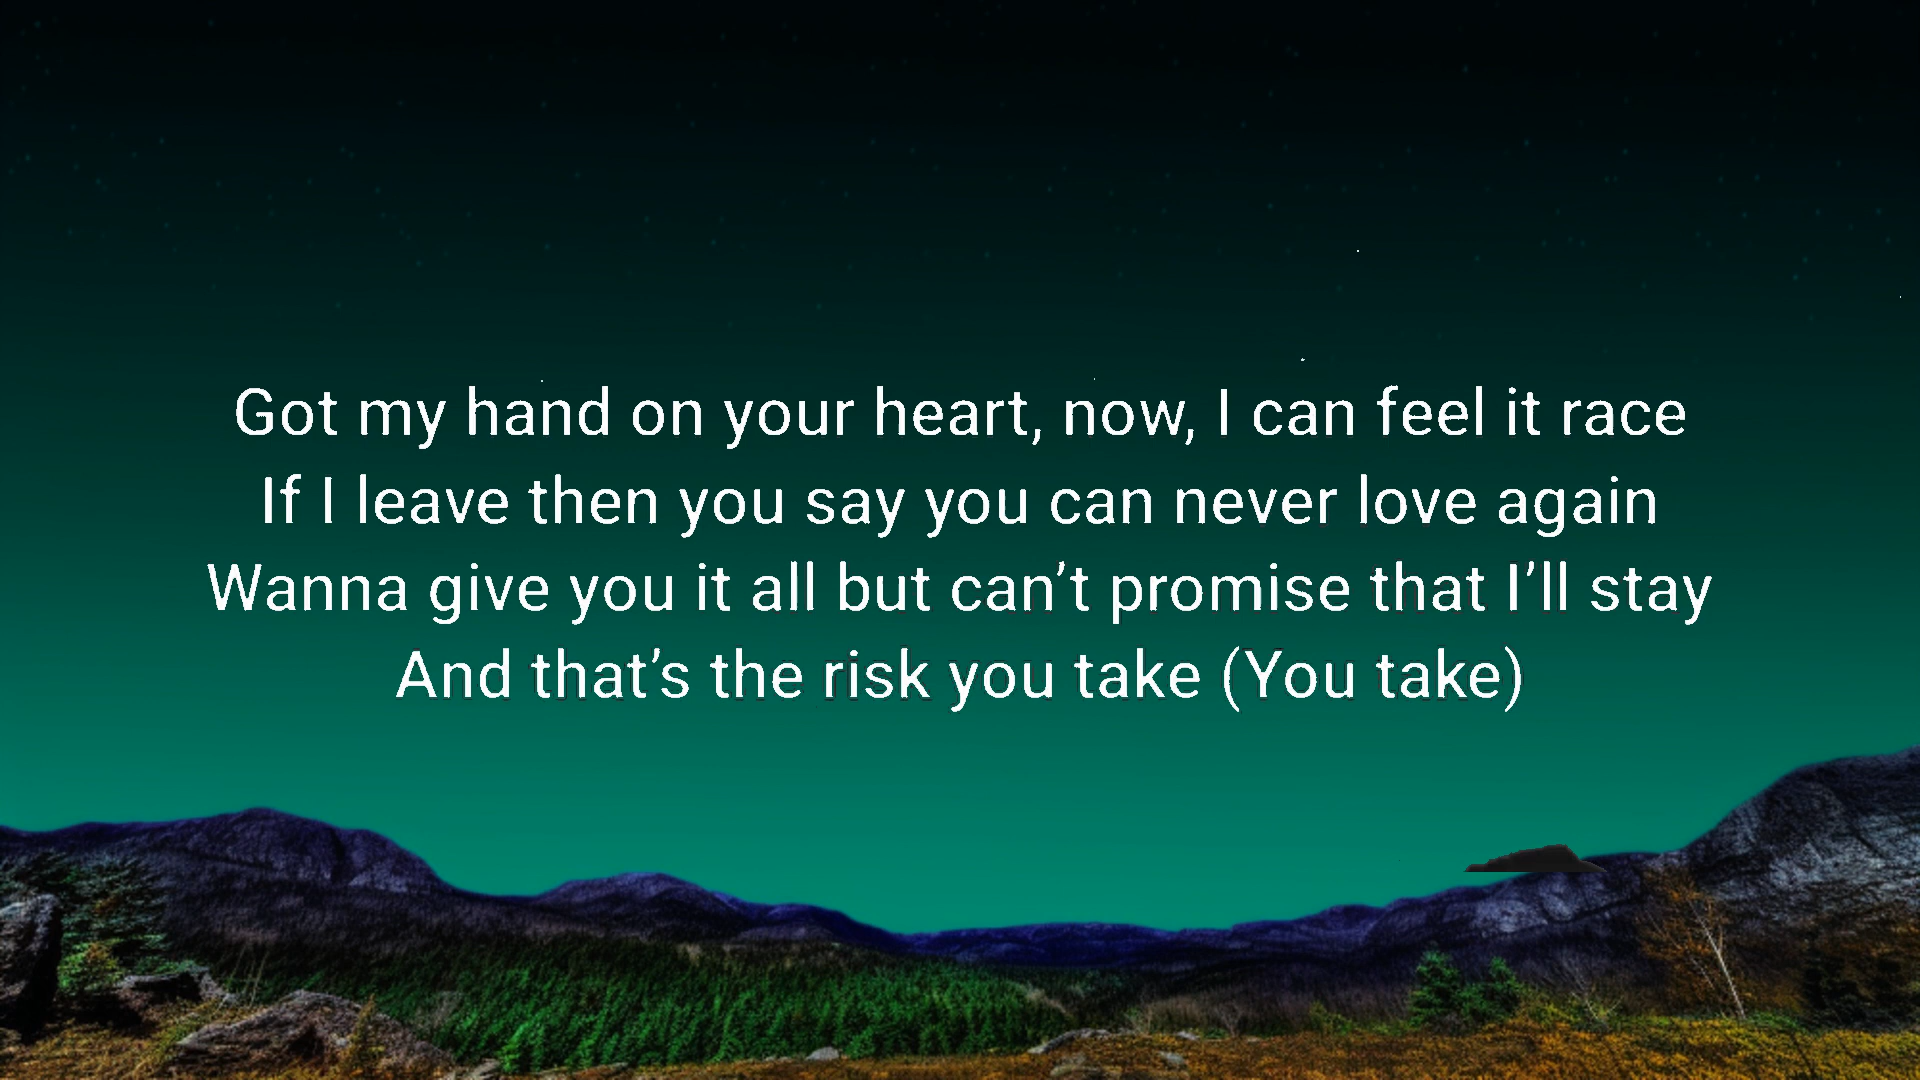 Got my hand on your heart, now, I can feel it race
If I leave then you say you can never love again
Wanna give you it all but can’t promise that I’ll stay
And that’s the risk you take (You take)